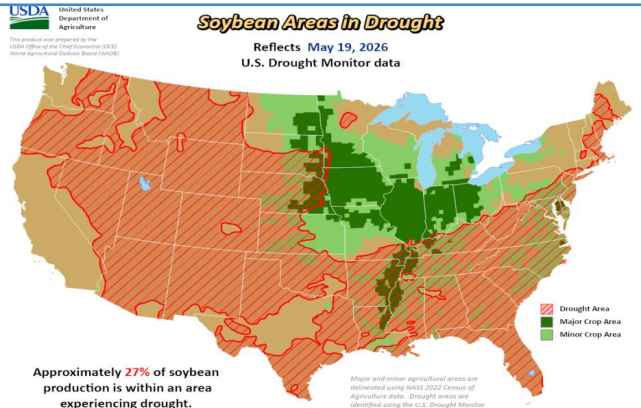 USDA
United States
Department of
Agriculture
This product was prepared by the
USDA Office of the Chief Economist (OCE)
World Agricultural Outlook Board (WAOB)
Soybean Areas in Drought
Reflects May 19, 2026
U.S. Drought Monitor data
Drought Area
Major Crop Area
Minor Crop Area
Approximately 27% of soybean
production is within an area
experiencing drought.
Major and minor agricultural areas are
delineated using NASS 2022 Census of
Agriculture data. Drought areas are
identified using the U.S. Drought Monitor